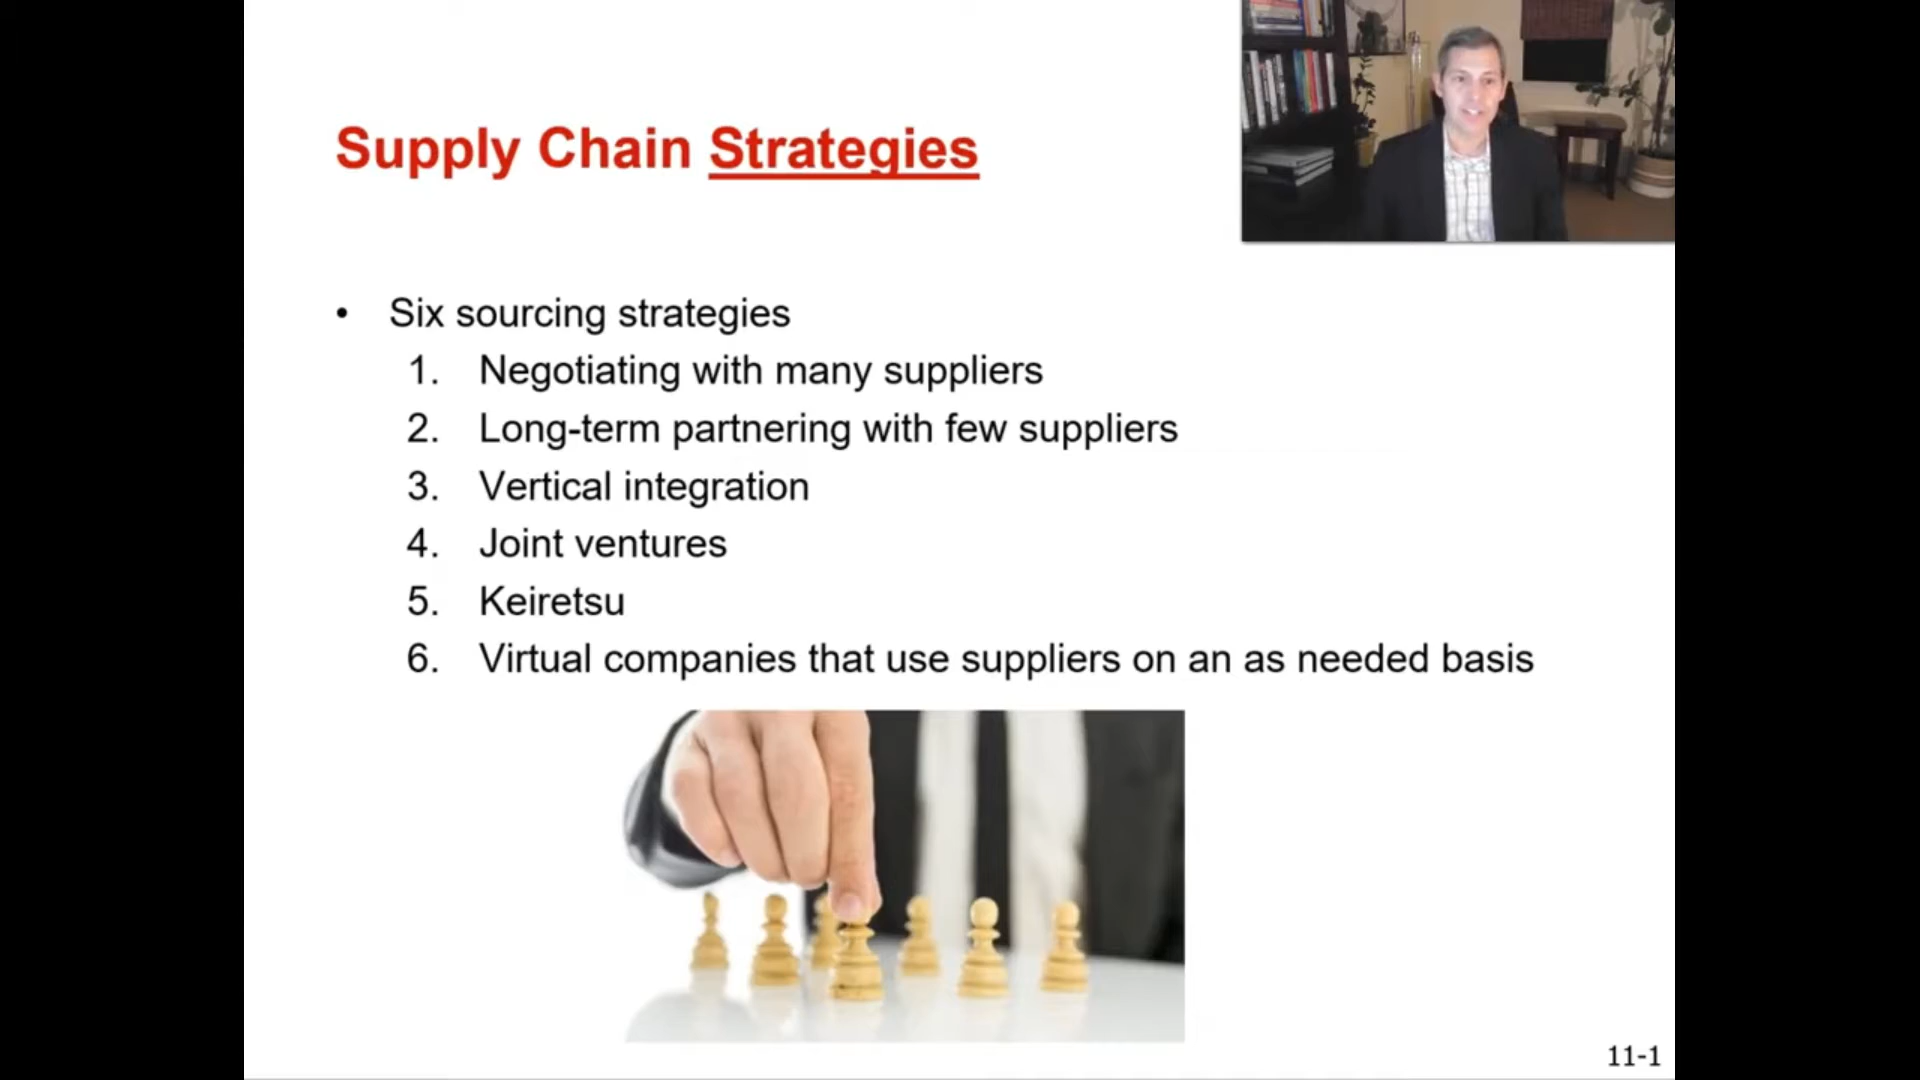 Supply Chain Strategies
• Six sourcing strategies
1. Negotiating with many suppliers
2. Long-term partnering with few suppliers
3. Vertical integration
4. Joint ventures
5. Keiretsu
6. Virtual companies that use suppliers on an as needed basis
11-1